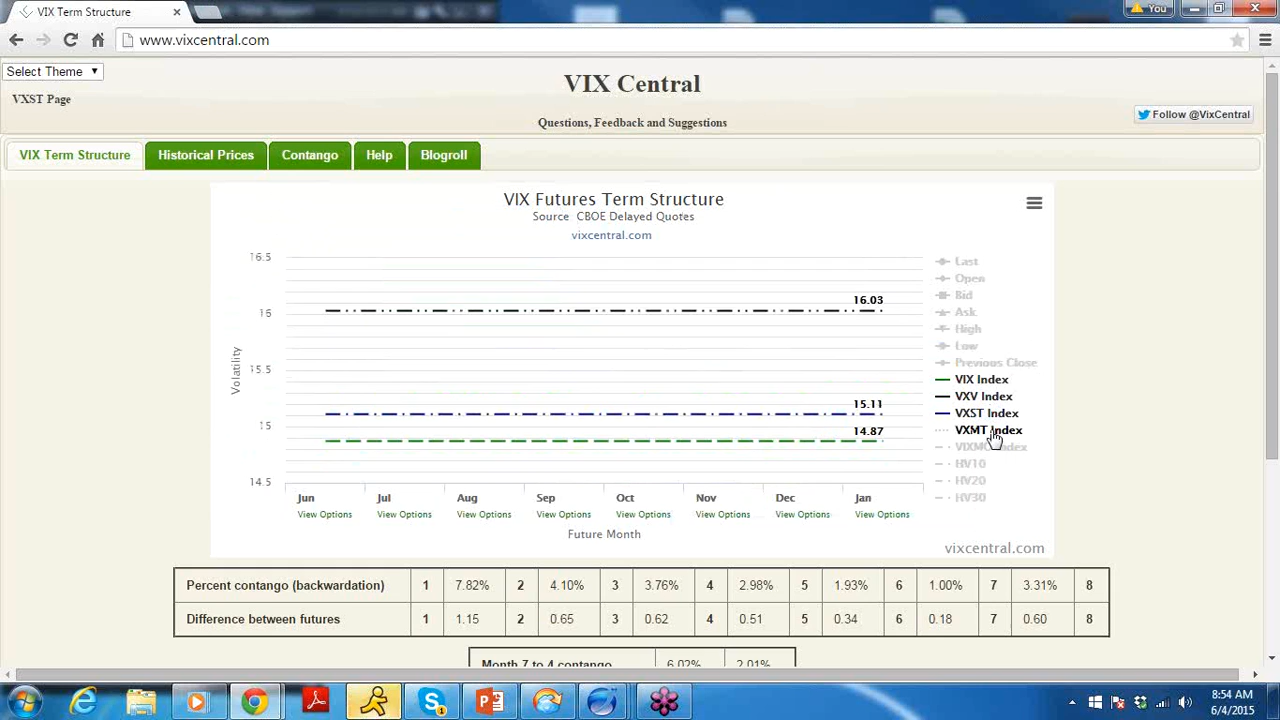 VIX Term Structure
You
www.vixcentral.com
Select Theme
VIX Central
VXST Page
Follow @VixCentral
Questions, Feedback and Suggestions
VIX Term Structure Historical Prices Contango Help Blogroll
VIX Futures Term Structure
Source CBOE Delayed Quotes
vixcentral.com
16.5
16
15.5
15
14.5
Volatility
16.03
15.11
14.87
Last
Open
Bid
Ask
High
Low
Previous Close
VIX Index
VXV Index
VXST Index
VXMT Index
HV10
HV20
HV30
Jun Jul Aug Sep Oct Nov Dec Jan
View Options View Options View Options View Options View Options View Options View Options View Options
Future Month
vixcentral.com
Percent contango (backwardation) 1 7.82% 2 4.10% 3 3.76% 4 2.98% 5 1.93% 6 1.00% 7 3.31% 8
Difference between futures 1 1.15 2 0.65 3 0.62 4 0.51 5 0.34 6 0.18 7 0.60 8
Month 7 to 4 contango 6.02% 2.01%
8:54 AM
6/4/2015